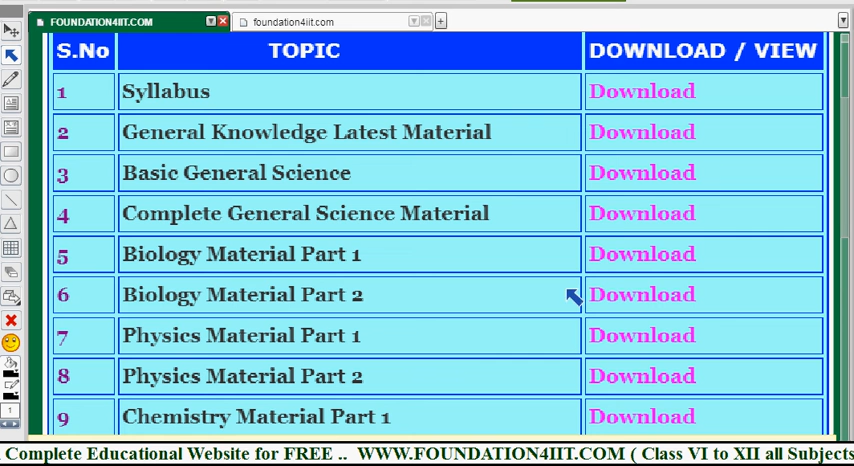 FOUNDATION4IIT.COM foundation4iit.com
S.No TOPIC DOWNLOAD / VIEW
1 Syllabus Download
2 General Knowledge Latest Material Download
3 Basic General Science Download
4 Complete General Science Material Download
5 Biology Material Part 1 Download
6 Biology Material Part 2 Download
7 Physics Material Part 1 Download
8 Physics Material Part 2 Download
9 Chemistry Material Part 1 Download
1
Complete Educational Website for FREE .. WWW.FOUNDATION4IIT.COM ( Class VI to XII all Subjects